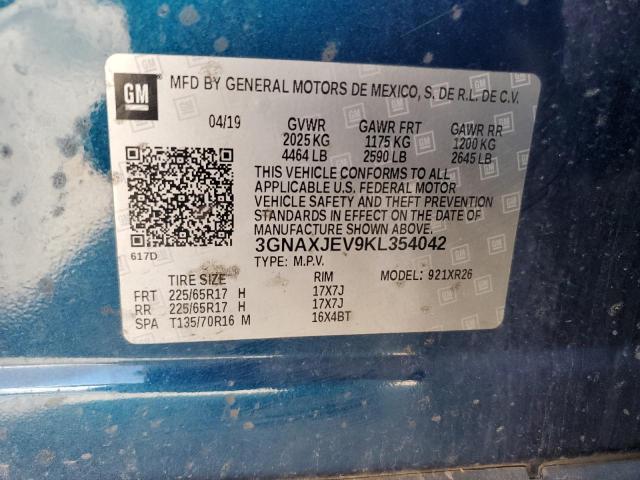 GM
MFD BY GENERAL MOTORS DE MEXICO, S. DE R.L. DE C.V.
04/19 GVWR GAWR FRT GAWR RR
2025 KG 1175 KG 1200 KG
4464 LB 2590 LB 2645 LB
THIS VEHICLE CONFORMS TO ALL
APPLICABLE U.S. FEDERAL MOTOR
VEHICLE SAFETY AND THEFT PREVENTION
STANDARDS IN EFFECT ON THE DATE OF
MANUFACTURE SHOWN ABOVE.
3GNAXJEV9KL354042
617D TYPE: M.P.V. MODEL: 921XR26
TIRE SIZE RIM
FRT 225/65R17 H 17X7J
RR 225/65R17 H 17X7J
SPA T135/70R16 M 16X4BT